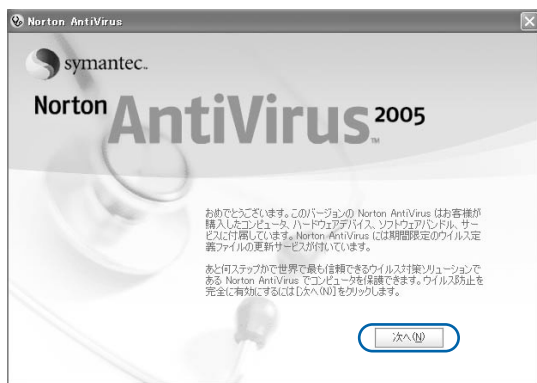 Norton AntiVirus
symantec.
Norton AntiVirus™ 2005
おめでとうございます。このバージョンの Norton AntiVirus はお客様が
購入したコンピュータ、ハードウェアデバイス、ソフトウェアバンドル、サー
ビスに付属しています。Norton AntiVirus には期間限定のウイルス定
義ファイルの更新サービスが付いています。
あと何ステップかで世界で最も信頼できるウイルス対策ソリューションで
ある Norton AntiVirus でコンピュータを保護できます。ウイルス防止を
完全に有効にするには[次へ(N)]をクリックします。
次へ(N)